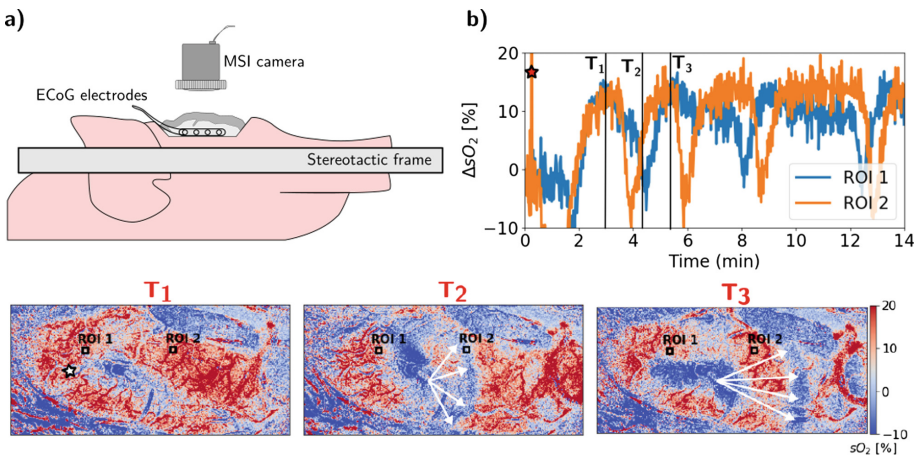 a)
MSI camera
ECoG electrodes
Stereotactic frame
b)
ΔsO₂ [%]
20
10
0
−10
T₁
T₂
T₃
ROI 1
ROI 2
0 2 4 6 8 10 12 14
Time (min)
T₁
ROI 1 ROI 2
T₂
ROI 1 ROI 2
T₃
ROI 1 ROI 2
20
10
0
−10
sO₂ [%]